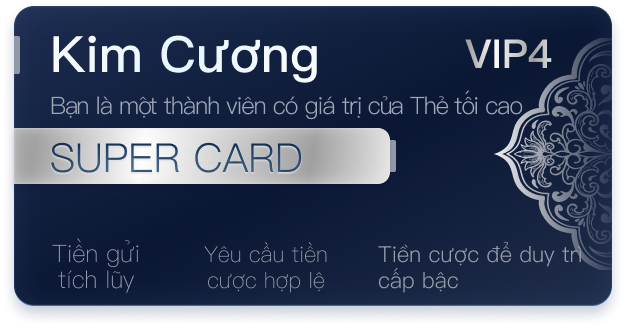 Kim Cương
VIP4
Bạn là một thành viên có giá trị của Thẻ tối cao
SUPER CARD
Tiền gửi
tích lũy
Yêu cầu tiền
cược hợp lệ
Tiền cược để duy trì
cấp bậc